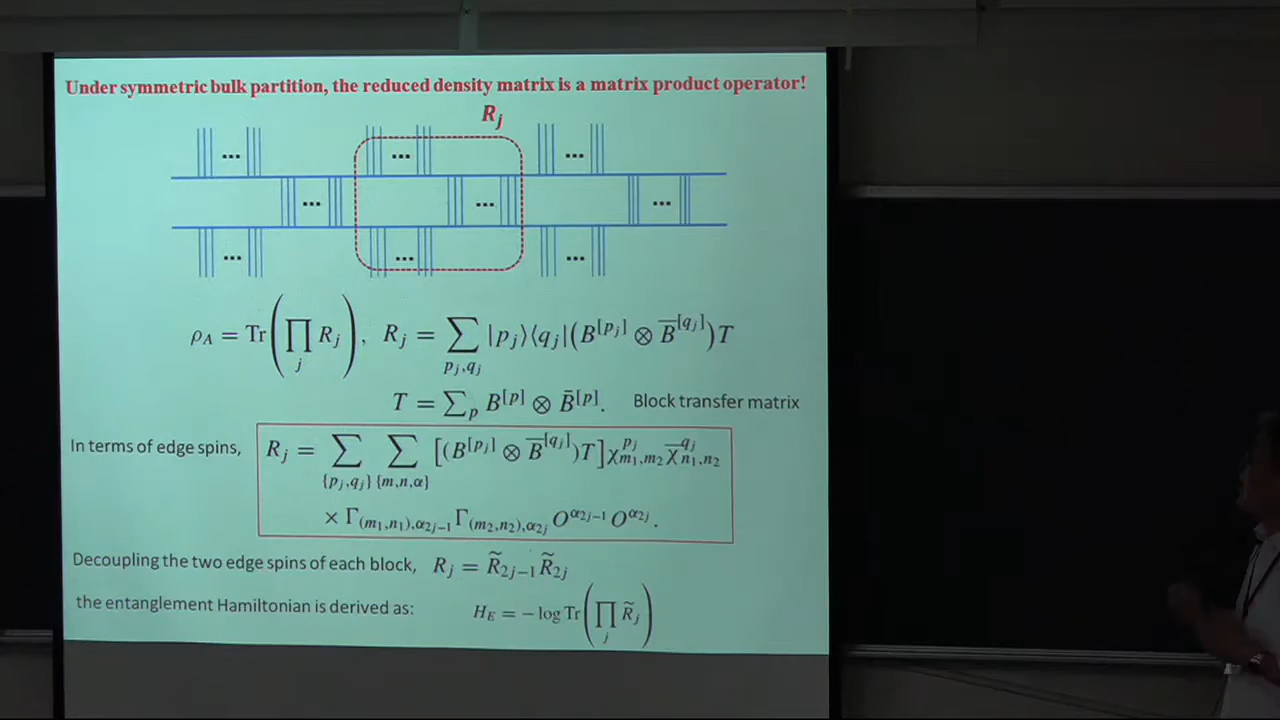 Under symmetric bulk partition, the reduced density matrix is a matrix product operator!
R_j
... ... ...
... ... ...
... ... ...
ρ_A = Tr(∏_j R_j), R_j = ∑_{p_j,q_j} |p_j⟩⟨q_j|(B^{[p_j]} ⊗ B̅^{[q_j]})T
T = ∑_p B^{[p]} ⊗ B̄^{[p]}. Block transfer matrix
In terms of edge spins, R_j = ∑_{{p_j,q_j}} ∑_{{m,n,α}} [(B^{[p_j]} ⊗ B̅^{[q_j]})T]χ^{p_j}_{m_1,m_2} χ̅^{q_j}_{n_1,n_2}
× Γ_{(m_1,n_1),α_{2j−1}} Γ_{(m_2,n_2),α_{2j}} O^{α_{2j−1}} O^{α_{2j}}.
Decoupling the two edge spins of each block, R_j = R̃_{2j−1} R̃_{2j}
the entanglement Hamiltonian is derived as: H_E = − log Tr(∏_j R̃_j)